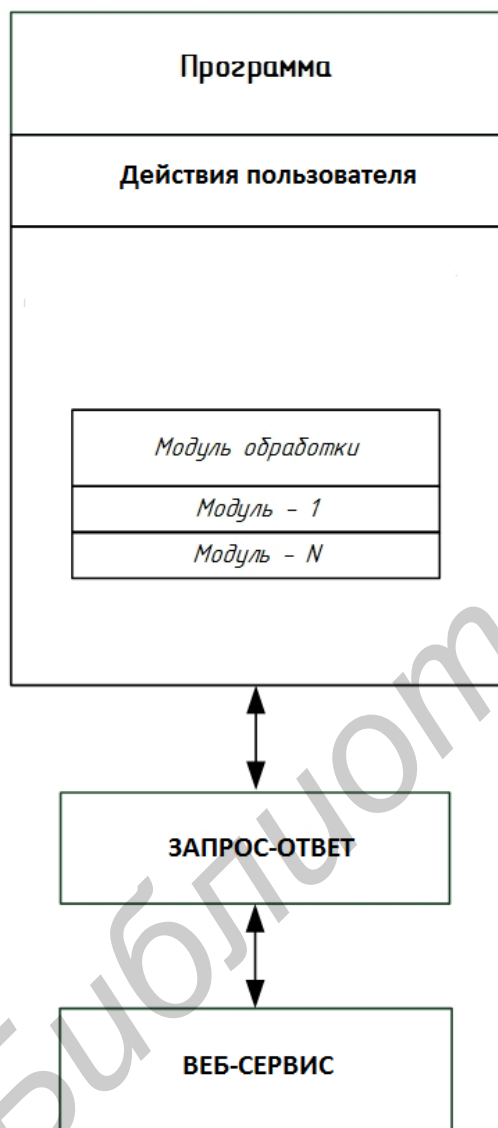 Программа
Действия пользователя
Модуль обработки
Модуль - 1
Модуль - N
ЗАПРОС-ОТВЕТ
ВЕБ-СЕРВИС